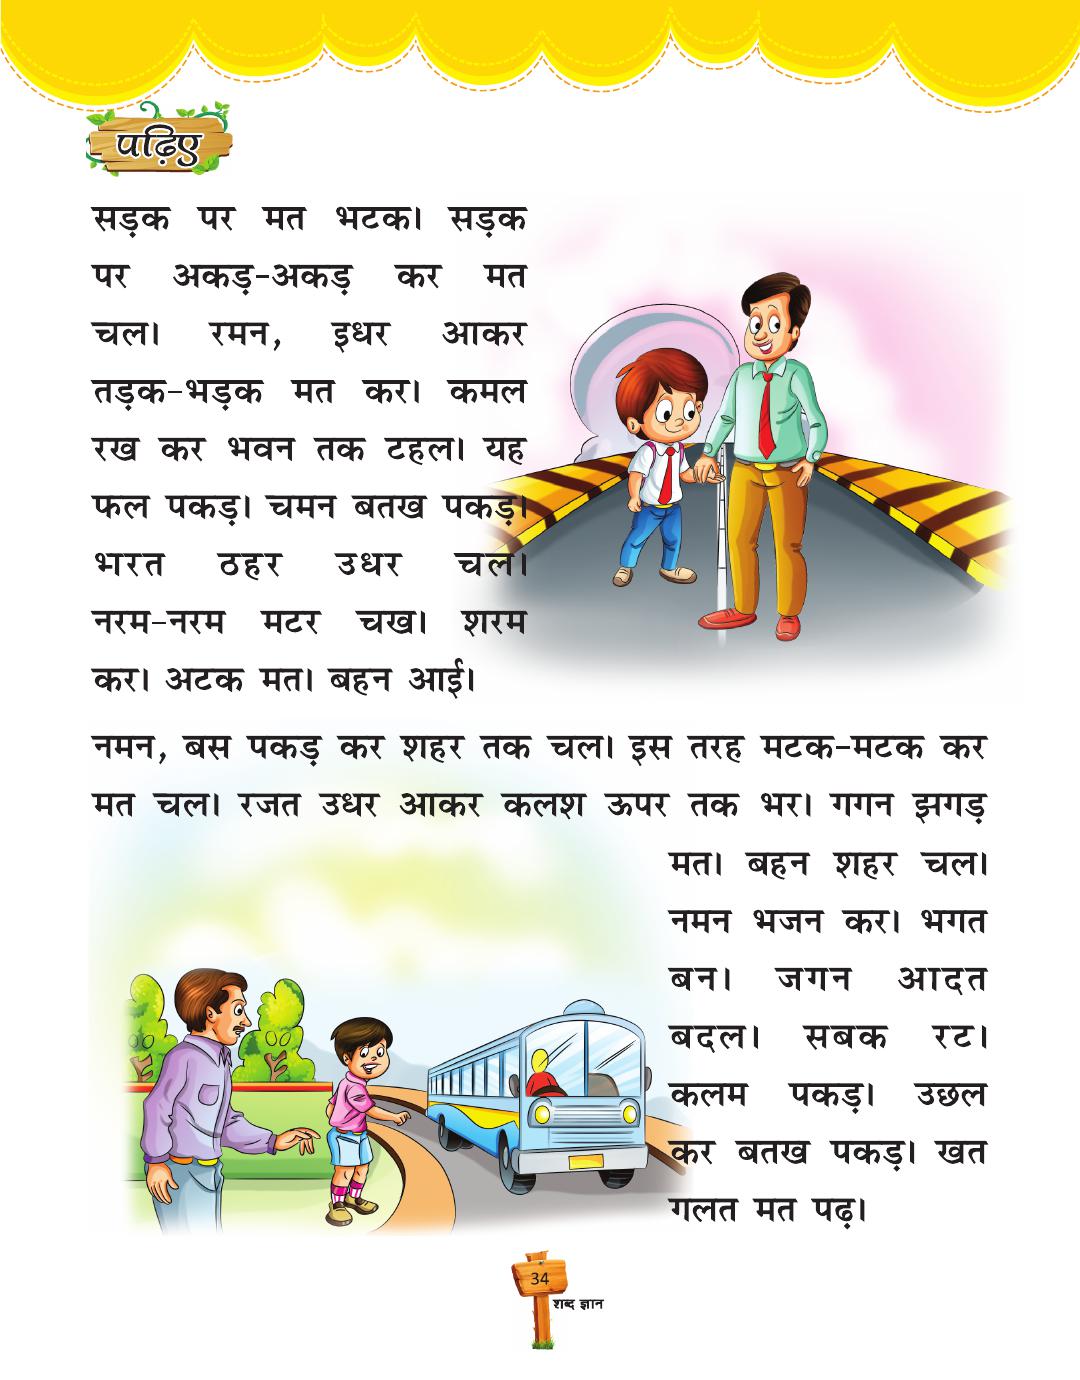 पढ़िए
सड़क पर मत भटक। सड़क
पर अकड़-अकड़ कर मत
चल। रमन, इधर आकर
तड़क-भड़क मत कर। कमल
रख कर भवन तक टहल। यह
फल पकड़। चमन बतख पकड़।
भारत ठहर उधर चल।
नरम-नरम मटर चख। शरम
कर। अटक मत। बहन आई।
नमन, बस पकड़ कर शहर तक चल। इस तरह मटक-मटक कर
मत चल। रजत उधर आकर कलश ऊपर तक भर। गगन झगड़
मत। बहन शहर चल।
नमन भजन कर। भगत
बन। जगन आदत
बदल। सबक रट।
कलम पकड़। उछल
कर बतख पकड़। खत
गलत मत पढ़।
34
शब्द ज्ञान